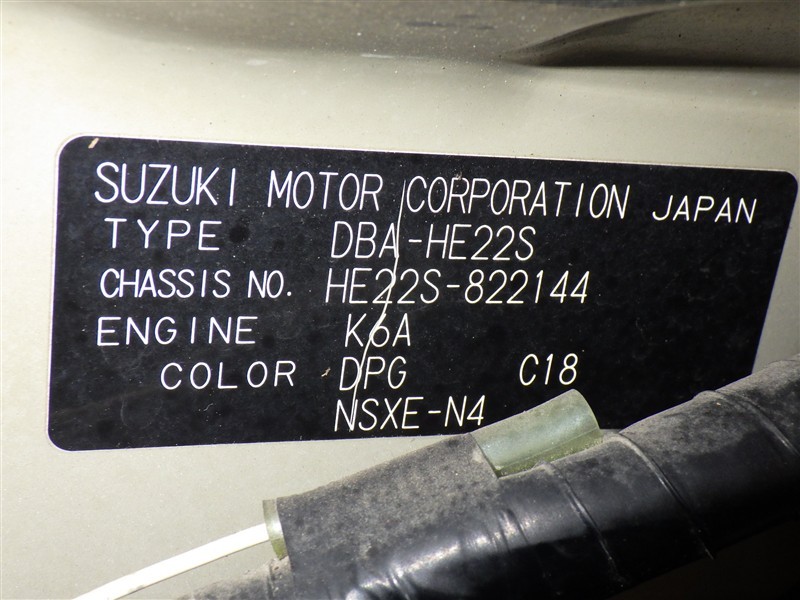 SUZUKI MOTOR CORPORATION JAPAN
TYPE DBA-HE22S
CHASSIS NO. HE22S-822144
ENGINE K6A
COLOR DPG C18
NSXE-N4